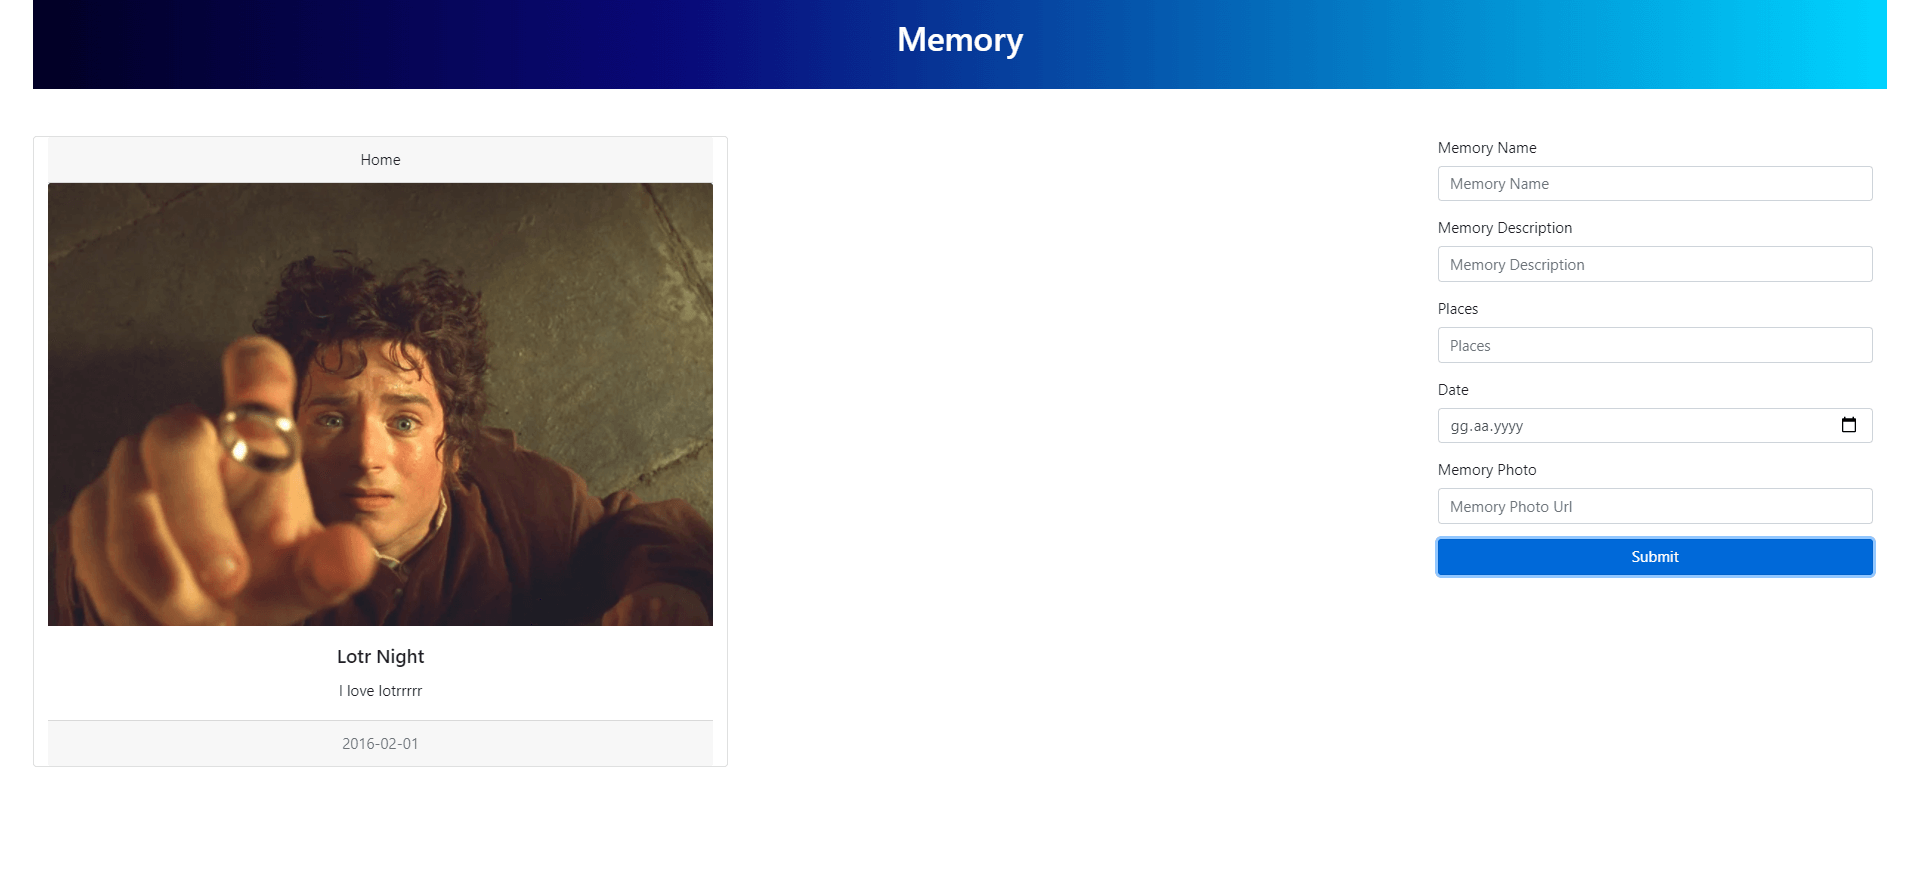 Memory
Home
Lotr Night
I love lotrrrrr
2016-02-01
Memory Name
Memory Name
Memory Description
Memory Description
Places
Places
Date
gg.aa.yyyy
Memory Photo
Memory Photo Url
Submit